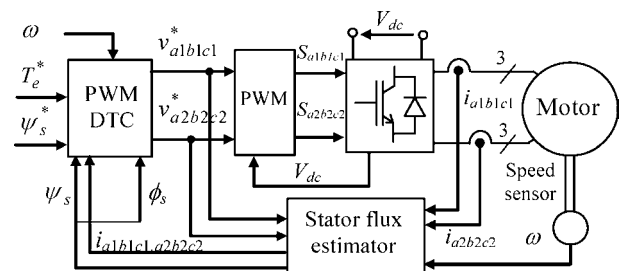 ω
T_e^*
ψ_s^*
PWM
DTC
v_{a1b1c1}^*
v_{a2b2c2}^*
PWM
S_{a1b1c1}
S_{a2b2c2}
V_{dc}
V_{dc}
3
3
i_{a1b1c1}
Motor
Speed
sensor
ψ_s
ϕ_s
i_{a1b1c1,a2b2c2}
Stator flux
estimator
i_{a2b2c2}
ω